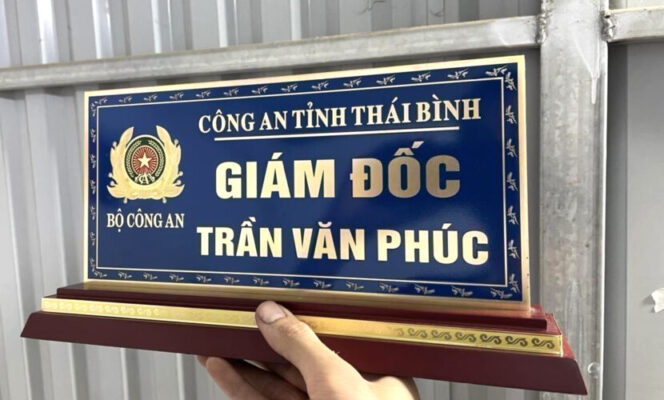 CÔNG AN TỈNH THÁI BÌNH
GIÁM ĐỐC
TRẦN VĂN PHÚC
BỘ CÔNG AN